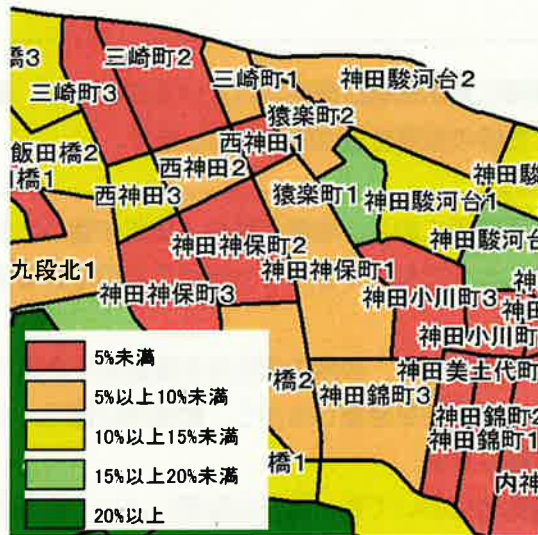 橋3
三崎町2
三崎町1
神田駿河台2
三崎町3
猿楽町2
飯田橋2
西神田1
西神田2
橋1
西神田3
猿楽町1
神田駿河台1
神田駿
神田神保町2
神田駿河台
九段北1
神田神保町1
神
神田神保町3
神田小川町3
神田
神田小川町
神田美土代町
橋2
神田錦町3
神田錦町2
神田錦町1
橋1
内神
5%未満
5%以上10%未満
10%以上15%未満
15%以上20%未満
20%以上